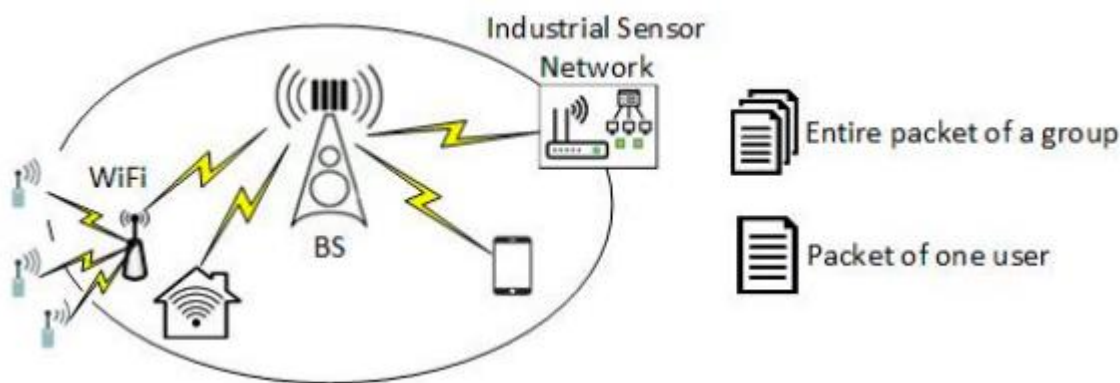 Industrial Sensor
Network
Entire packet of a group
WiFi
BS
Packet of one user